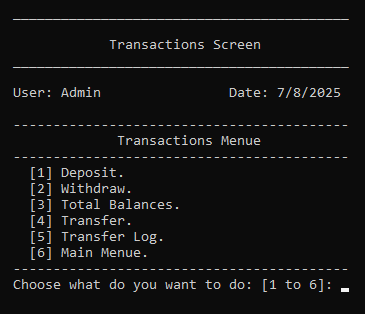 Transactions Screen
User: Admin Date: 7/8/2025
Transactions Menue
[1] Deposit.
[2] Withdraw.
[3] Total Balances.
[4] Transfer.
[5] Transfer Log.
[6] Main Menue.
Choose what do you want to do: [1 to 6]: